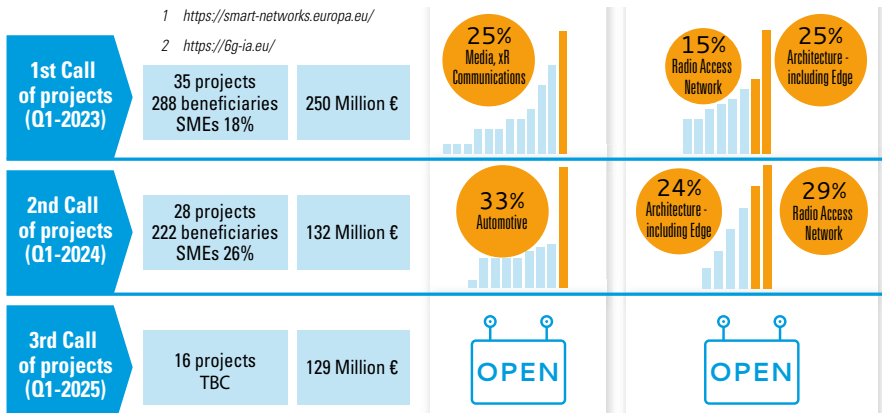 1 https://smart-networks.europa.eu/
2 https://6g-ia.eu/
1st Call
of projects
(Q1-2023)
35 projects
288 beneficiaries
SMEs 18%
250 Million €
25%
Media, xR
Communications
15%
Radio Access
Network
25%
Architecture -
including Edge
2nd Call
of projects
(Q1-2024)
28 projects
222 beneficiaries
SMEs 26%
132 Million €
33%
Automotive
24%
Architecture -
including Edge
29%
Radio Access
Network
3rd Call
of projects
(Q1-2025)
16 projects
TBC
129 Million €
OPEN
OPEN